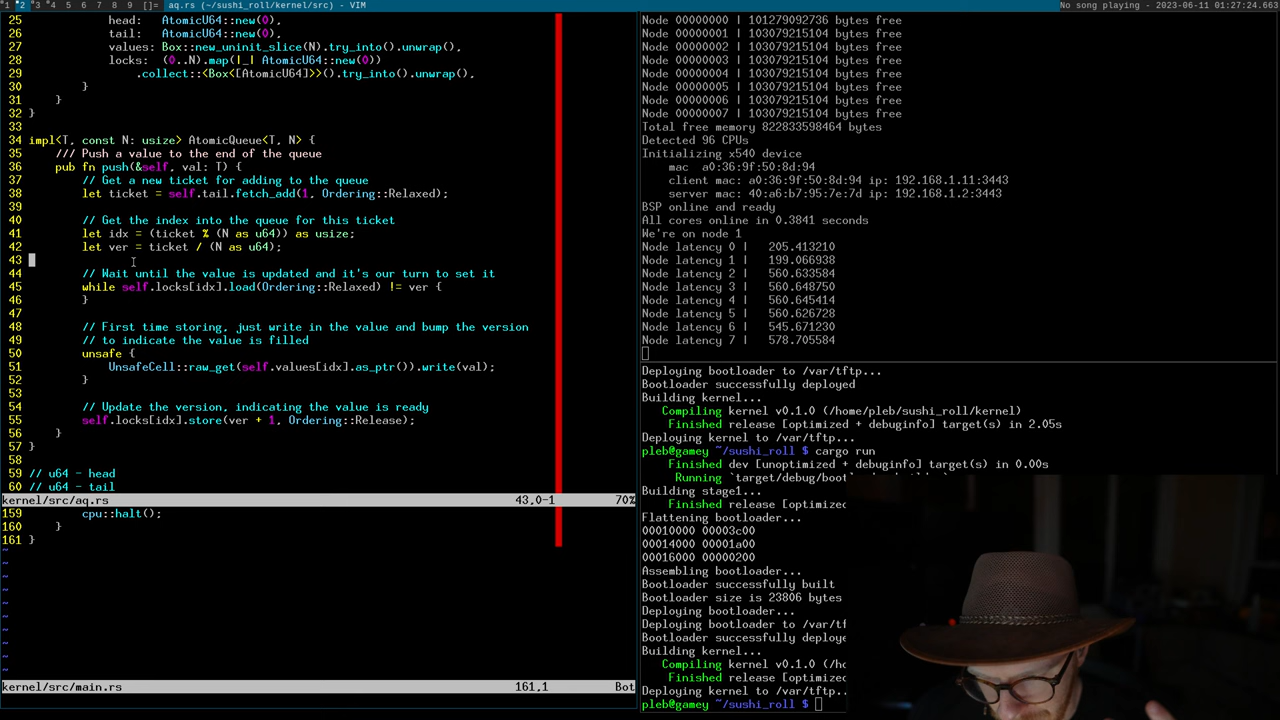 1 2 3 4 5 6 7 8 9 []= aq.rs (~/sushi_roll/kernel/src) - VIM No song playing - 2023-06-11 01:27:24.663
25 head: AtomicU64::new(0),
26 tail: AtomicU64::new(0),
27 values: Box::new_uninit_slice(N).try_into().unwrap(),
28 locks: (0..N).map(|_| AtomicU64::new(0))
29 .collect::<Box<[AtomicU64]>>().try_into().unwrap(),
30 }
31 }
32 }
33
34 impl<T, const N: usize> AtomicQueue<T, N> {
35 /// Push a value to the end of the queue
36 pub fn push(&self, val: T) {
37 // Get a new ticket for adding to the queue
38 let ticket = self.tail.fetch_add(1, Ordering::Relaxed);
39
40 // Get the index into the queue for this ticket
41 let idx = (ticket % (N as u64)) as usize;
42 let ver = ticket / (N as u64);
43
44 // Wait until the value is updated and it's our turn to set it
45 while self.locks[idx].load(Ordering::Relaxed) != ver {
46 }
47
48 // First time storing, just write in the value and bump the version
49 // to indicate the value is filled
50 unsafe {
51 UnsafeCell::raw_get(self.values[idx].as_ptr()).write(val);
52 }
53
54 // Update the version, indicating the value is ready
55 self.locks[idx].store(ver + 1, Ordering::Release);
56 }
57 }
58
59 // u64 - head
60 // u64 - tail
kernel/src/aq.rs 43,0-1 70%
159 cpu::halt();
160 }
161 }
~
~
~
~
~
~
~
~
~
~
kernel/src/main.rs 161,1 Bot
Node 00000000 | 101279092736 bytes free
Node 00000001 | 103079215104 bytes free
Node 00000002 | 103079215104 bytes free
Node 00000003 | 103079215104 bytes free
Node 00000004 | 103079215104 bytes free
Node 00000005 | 103079215104 bytes free
Node 00000006 | 103079215104 bytes free
Node 00000007 | 103079215104 bytes free
Total free memory 822833598464 bytes
Detected 96 CPUs
Initializing x540 device
mac a0:36:9f:50:8d:94
client mac: a0:36:9f:50:8d:94 ip: 192.168.1.11:3443
server mac: 40:a6:b7:95:7e:7d ip: 192.168.1.2:3443
BSP online and ready
All cores online in 0.3841 seconds
We're on node 1
Node latency 0 | 205.413210
Node latency 1 | 199.066938
Node latency 2 | 560.633584
Node latency 3 | 560.648750
Node latency 4 | 560.645414
Node latency 5 | 560.626728
Node latency 6 | 545.671230
Node latency 7 | 578.705584
Deploying bootloader to /var/tftp...
Bootloader successfully deployed
Building kernel...
Compiling kernel v0.1.0 (/home/pleb/sushi_roll/kernel)
Finished release [optimized + debuginfo] target(s) in 2.05s
Deploying kernel to /var/tftp...
pleb@gamey ~/sushi_roll $ cargo run
Finished dev [unoptimized + debuginfo] target(s) in 0.00s
Running `target/debug/boot
Building stage1...
Finished release [optimized
Flattening bootloader...
00010000 00003c00
00014000 00001a00
00016000 00000200
Assembling bootloader...
Bootloader successfully built
Bootloader size is 23806 bytes
Deploying bootloader...
Deploying bootloader to /var/tf
Bootloader successfully deploye
Building kernel...
Compiling kernel v0.1.0 (/ho
Finished release [optimized
Deploying kernel to /var/tftp..
pleb@gamey ~/sushi_roll $